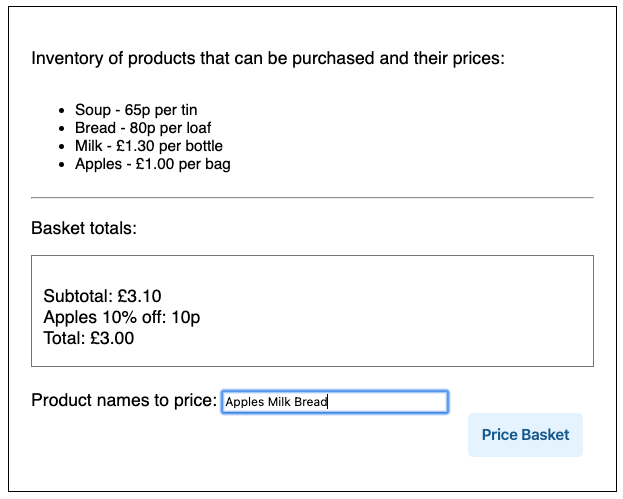 Inventory of products that can be purchased and their prices:
• Soup - 65p per tin
• Bread - 80p per loaf
• Milk - £1.30 per bottle
• Apples - £1.00 per bag
Basket totals:
Subtotal: £3.10
Apples 10% off: 10p
Total: £3.00
Product names to price: Apples Milk Bread
Price Basket